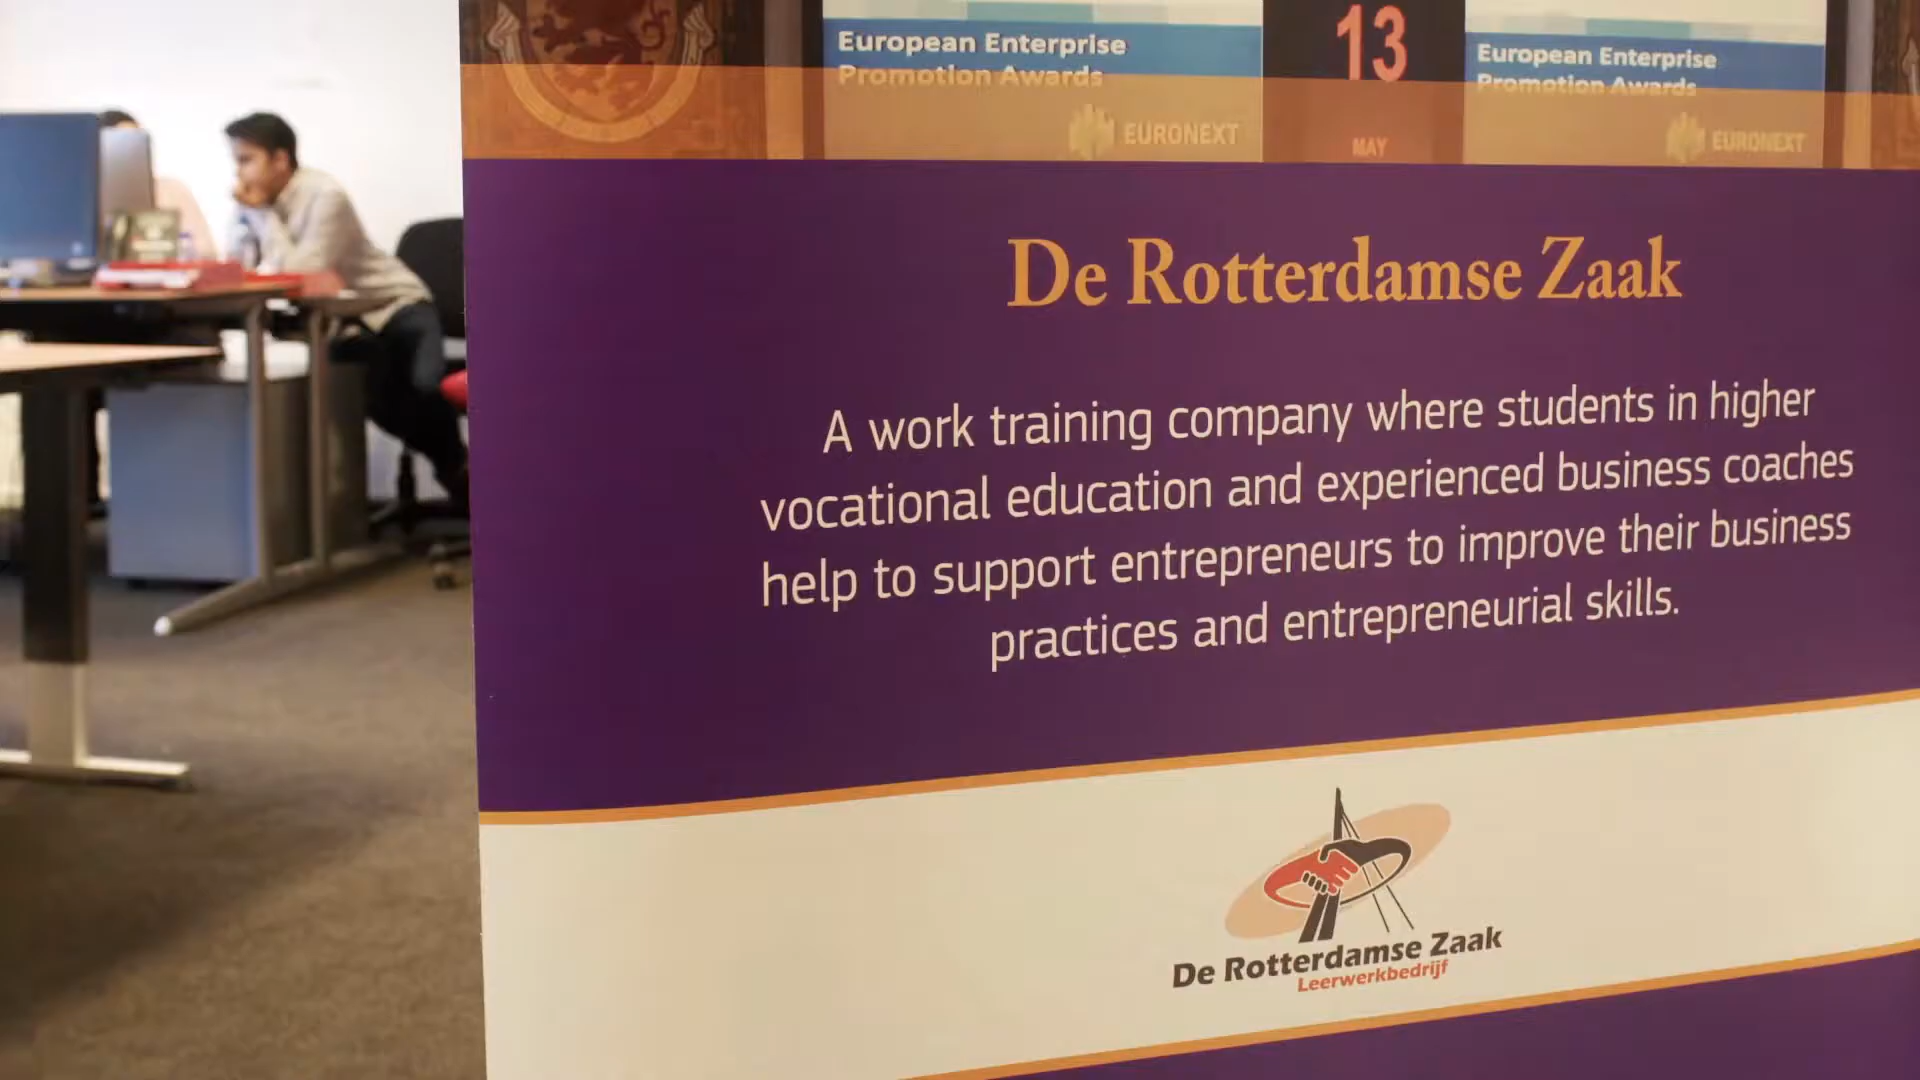 European Enterprise
Promotion Awards
EURONEXT
13
MAY
European Enterprise
Promotion Awards
EURONEXT
De Rotterdamse Zaak
A work training company where students in higher
vocational education and experienced business coaches
help to support entrepreneurs to improve their business
practices and entrepreneurial skills.
De Rotterdamse Zaak
Leerwerkbedrijf